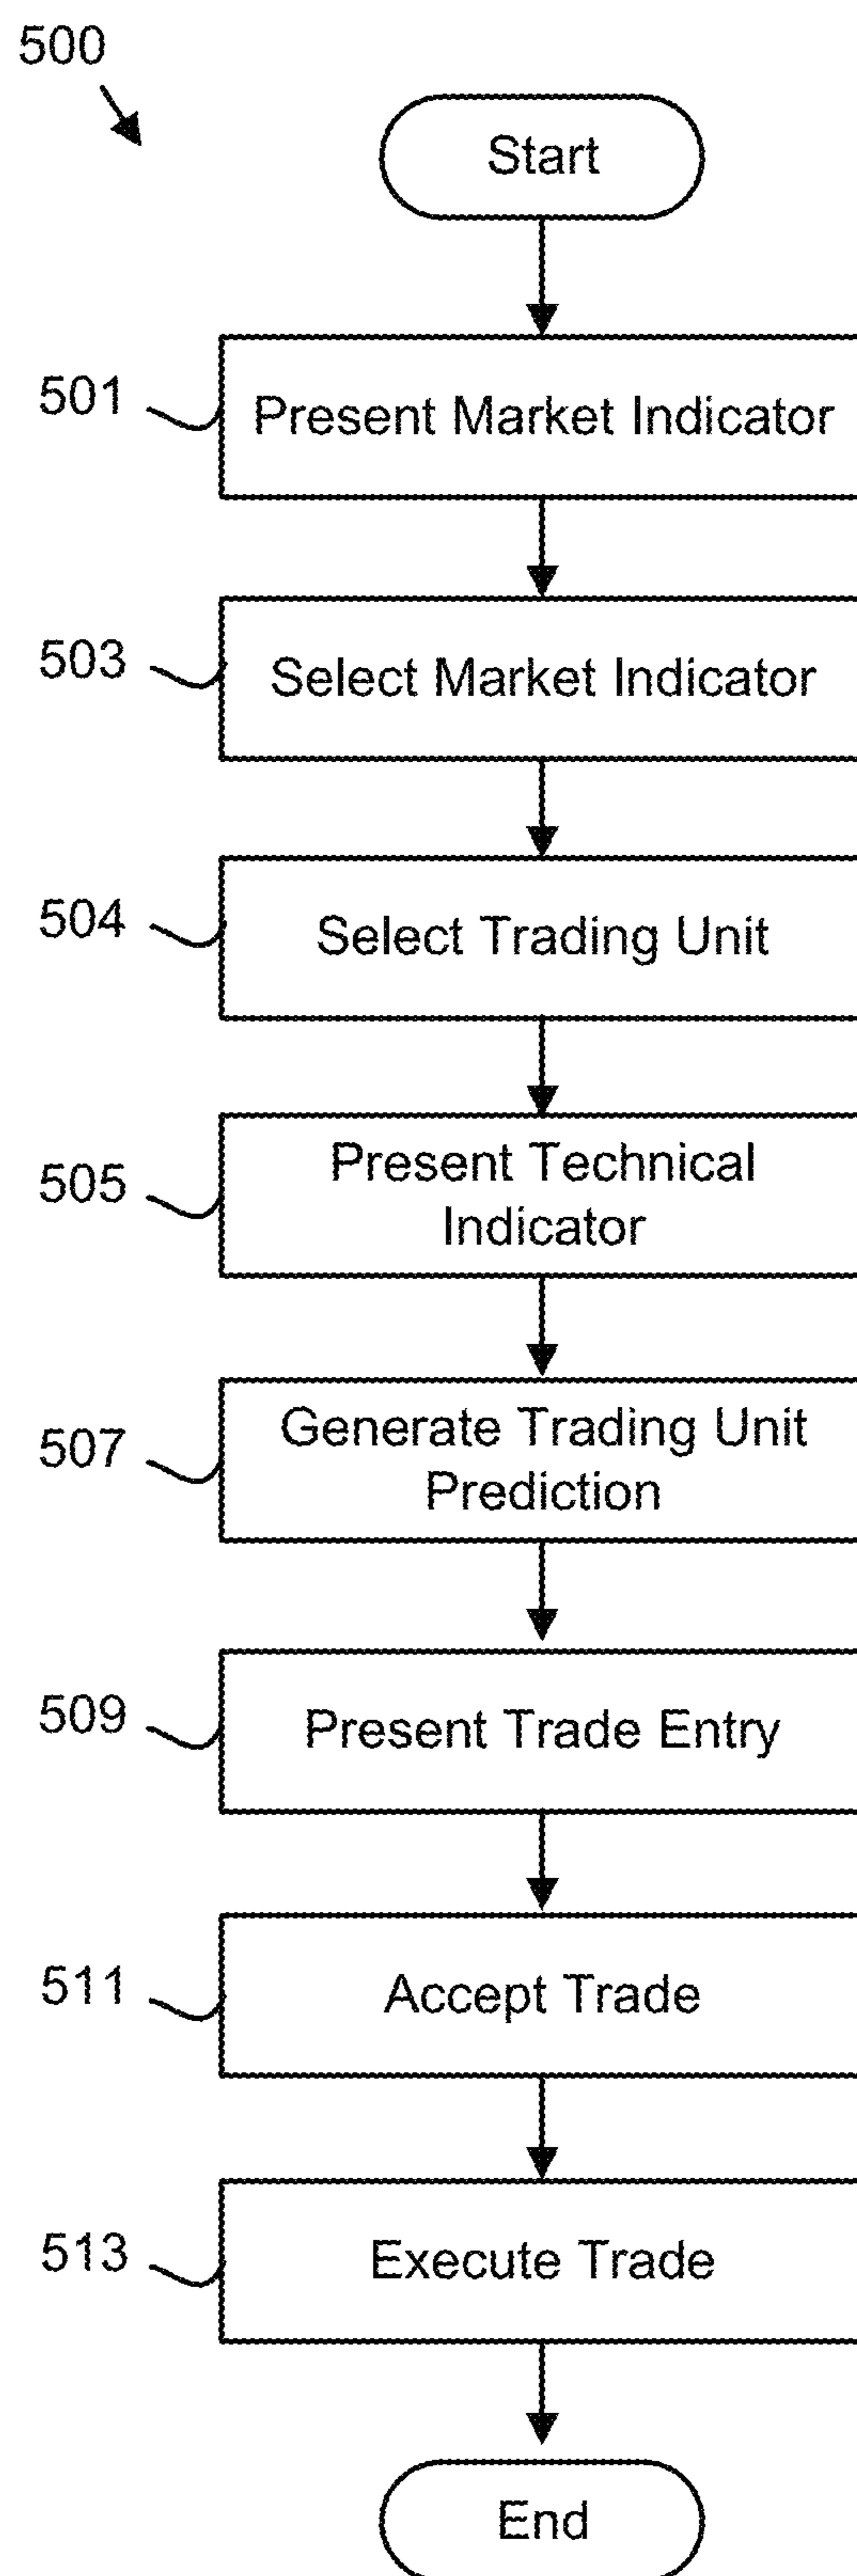 500
Start
501
Present Market Indicator
503
Select Market Indicator
504
Select Trading Unit
505
Present Technical
Indicator
507
Generate Trading Unit
Prediction
509
Present Trade Entry
511
Accept Trade
513
Execute Trade
End